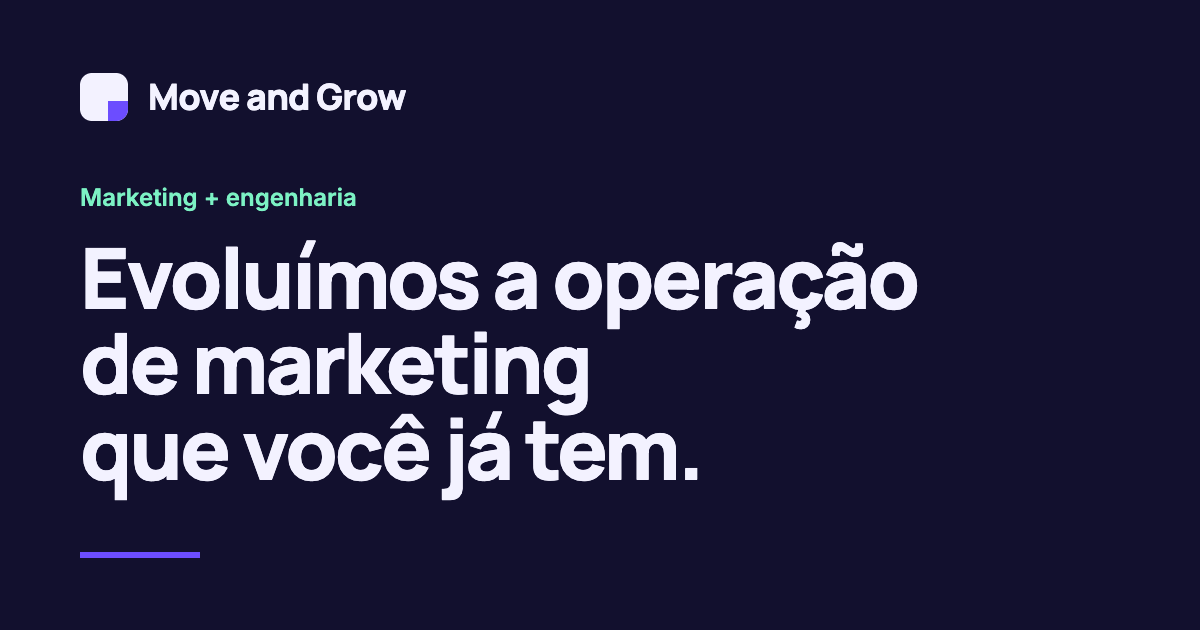 Move and Grow
Marketing + engenharia
Evoluímos a operação
de marketing
que você já tem.